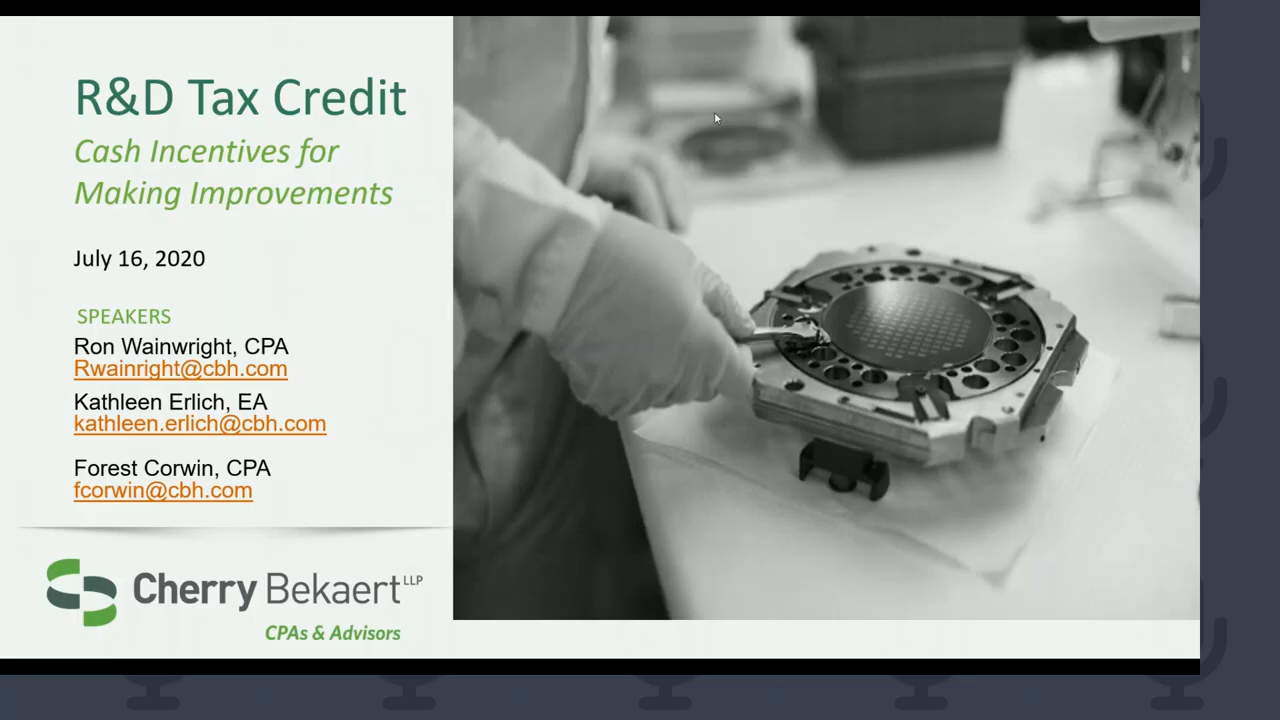 R&D Tax Credit
Cash Incentives for
Making Improvements
July 16, 2020
SPEAKERS
Ron Wainwright, CPA
Rwainright@cbh.com
Kathleen Erlich, EA
kathleen.erlich@cbh.com
Forest Corwin, CPA
fcorwin@cbh.com
Cherry Bekaert LLP
CPAs & Advisors